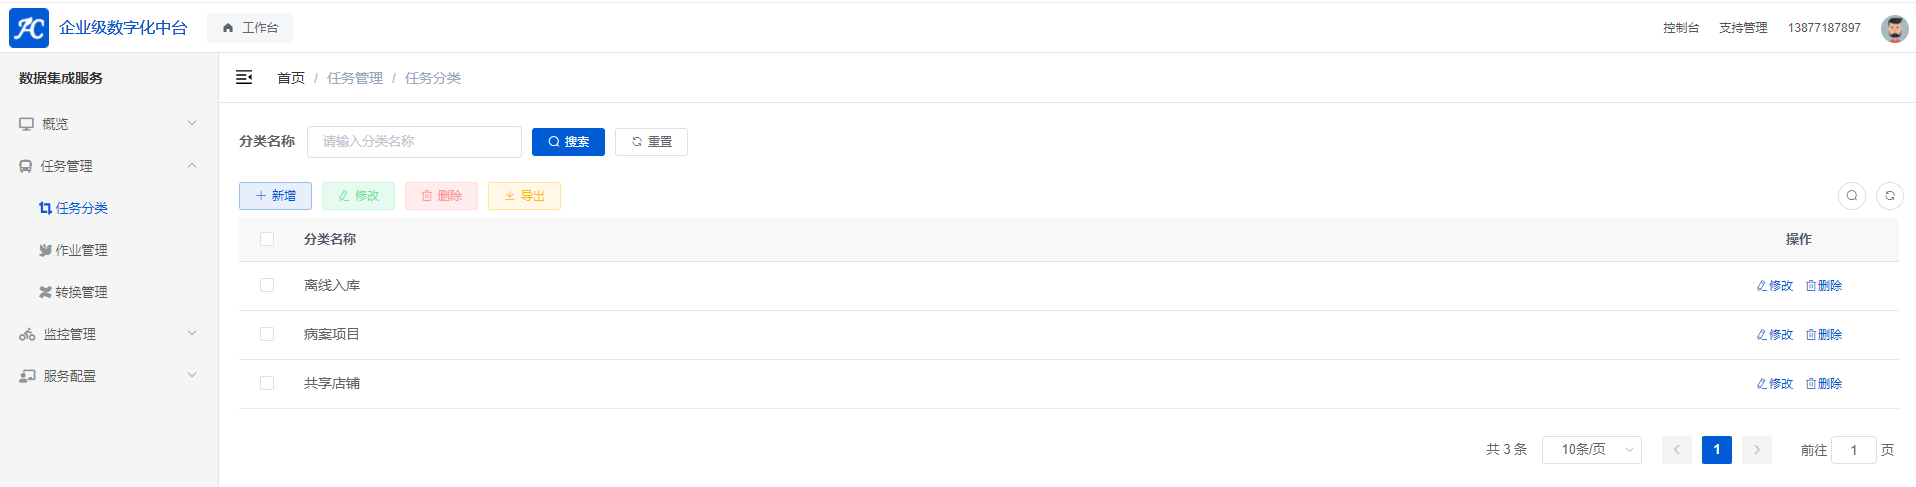 企业级数字化中台 工作台 控制台 支持管理 13877187897
数据集成服务
首页 / 任务管理 / 任务分类
概览
任务管理
任务分类
作业管理
转换管理
监控管理
服务配置
分类名称 请输入分类名称 搜索 重置
新增 修改 删除 导出
分类名称 操作
离线入库 修改 删除
病案项目 修改 删除
共享店铺 修改 删除
共 3 条 10条/页 1 前往 1 页